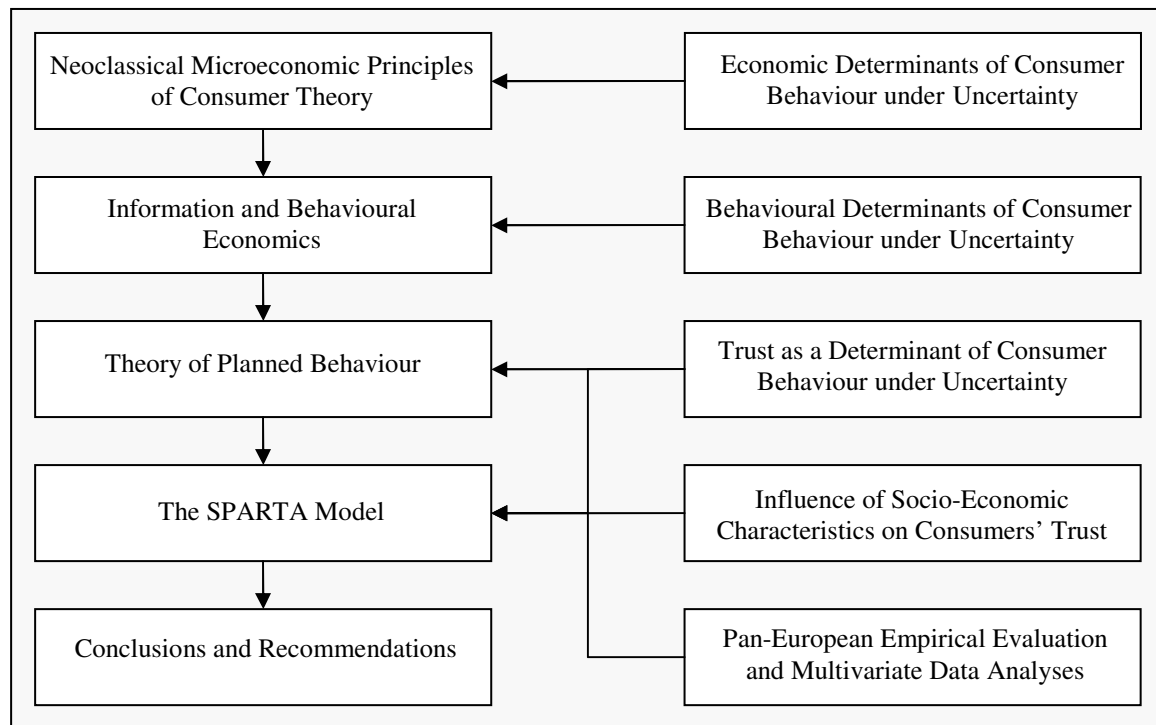 Neoclassical Microeconomic Principles
of Consumer Theory
Economic Determinants of Consumer
Behaviour under Uncertainty
Information and Behavioural
Economics
Behavioural Determinants of Consumer
Behaviour under Uncertainty
Theory of Planned Behaviour
Trust as a Determinant of Consumer
Behaviour under Uncertainty
The SPARTA Model
Influence of Socio-Economic
Characteristics on Consumers’ Trust
Conclusions and Recommendations
Pan-European Empirical Evaluation
and Multivariate Data Analyses